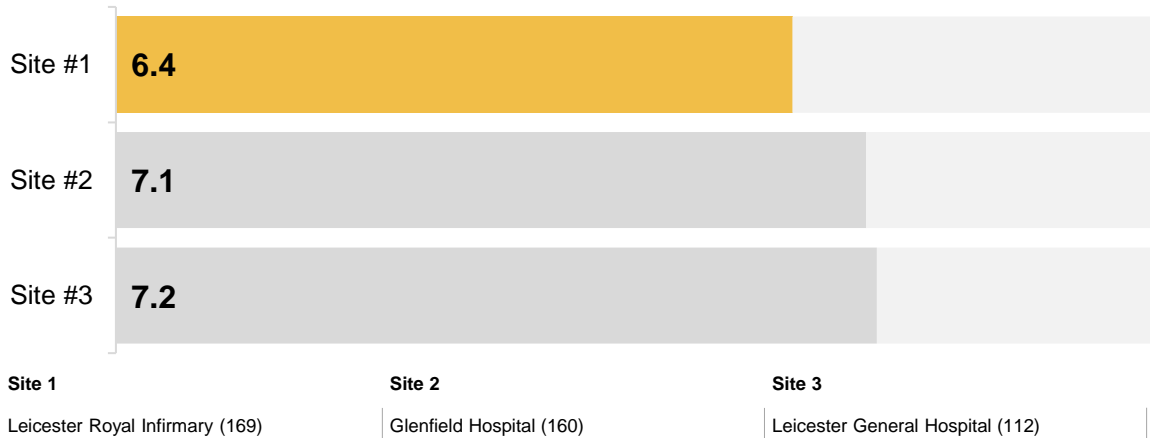 Site #1 6.4
Site #2 7.1
Site #3 7.2
Site 1 Site 2 Site 3
Leicester Royal Infirmary (169) Glenfield Hospital (160) Leicester General Hospital (112)